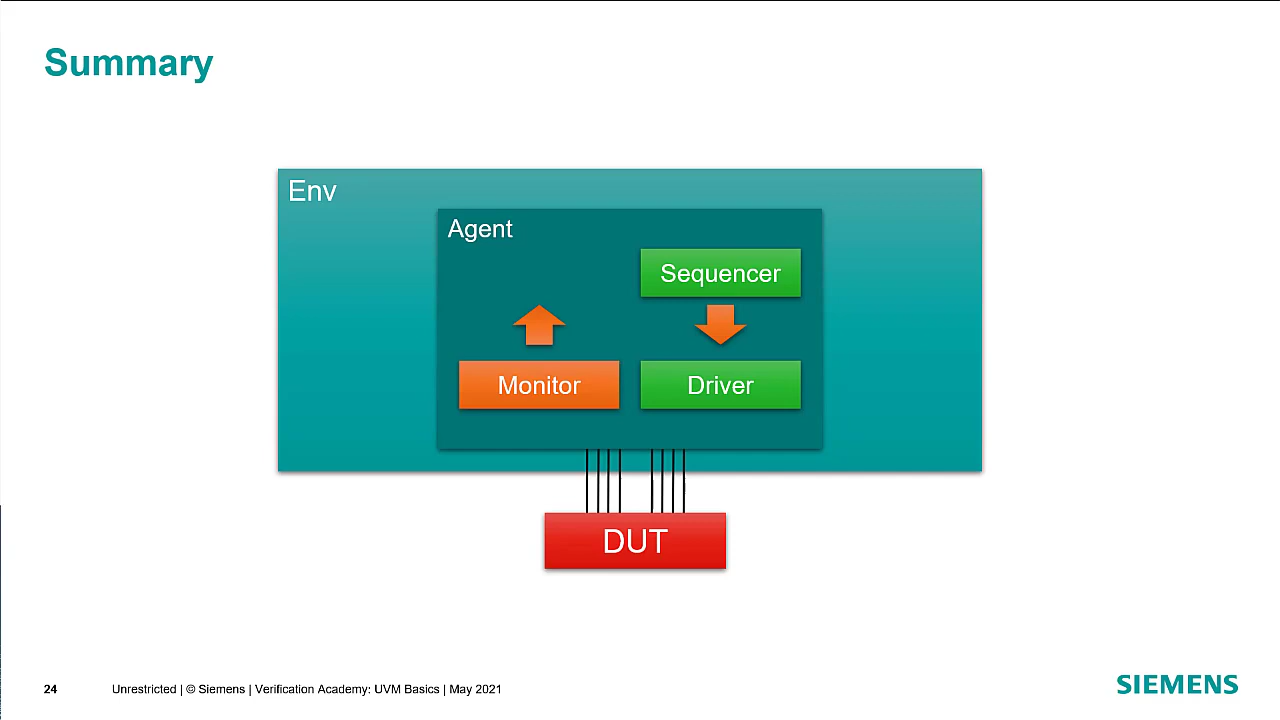 Summary
Env
Agent
Sequencer
Monitor
Driver
DUT
24
Unrestricted | © Siemens | Verification Academy: UVM Basics | May 2021
SIEMENS